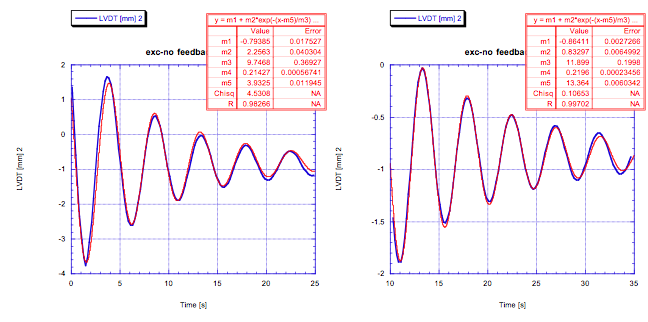 LVDT [mm] 2
y = m1 + m2*exp(-(x-m5)/m3) ...
Value Error
m1 -0.79385 0.017527
m2 2.2563 0.040304
m3 9.7468 0.36927
m4 0.21427 0.00056741
m5 3.9325 0.011945
Chisq 4.5308 NA
R 0.98266 NA
exc-no feedba
2
1
0
-1
-2
-3
-4
LVDT [mm] 2
0 5 10 15 20 25
Time [s]
LVDT [mm] 2
y = m1 + m2*exp(-(x-m5)/m3) ...
Value Error
m1 -0.86411 0.0027266
m2 0.83297 0.0064992
m3 11.899 0.1998
m4 0.2196 0.00023456
m5 13.364 0.0060342
Chisq 0.10653 NA
R 0.99702 NA
exc-no feedba
0
-0.5
-1
-1.5
-2
LVDT [mm] 2
10 15 20 25 30 35
Time [s]